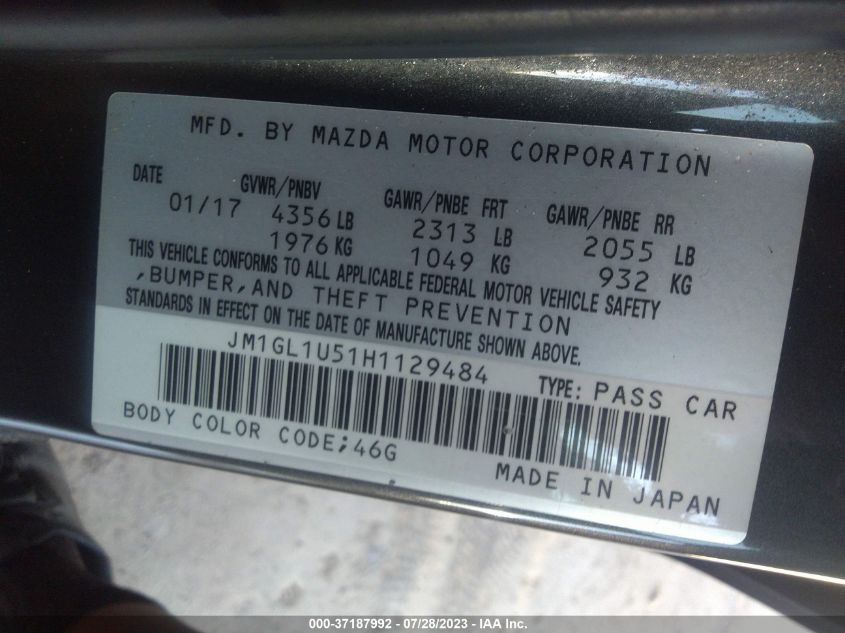 MFD. BY MAZDA MOTOR CORPORATION
DATE GVWR/PNBV GAWR/PNBE FRT GAWR/PNBE RR
01/17 4356 LB 2313 LB 2055 LB
1976 KG 1049 KG 932 KG
THIS VEHICLE CONFORMS TO ALL APPLICABLE FEDERAL MOTOR VEHICLE SAFETY
,BUMPER,AND THEFT PREVENTION
STANDARDS IN EFFECT ON THE DATE OF MANUFACTURE SHOWN ABOVE.
JM1GL1U51H1129484 TYPE: PASS CAR
BODY COLOR CODE;46G
MADE IN JAPAN
000-37187992 - 07/28/2023 - IAA Inc.